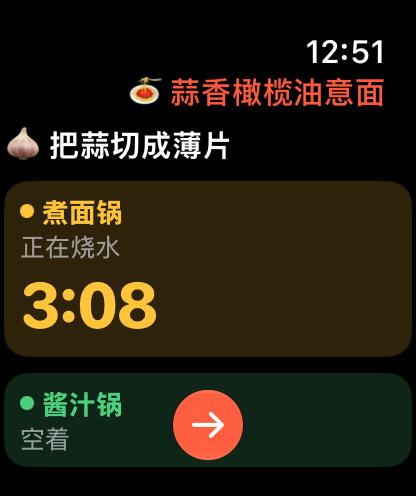 12:51
🍝 蒜香橄榄油意面
🧄 把蒜切成薄片
煮面锅
正在烧水
3:08
酱汁锅
空着